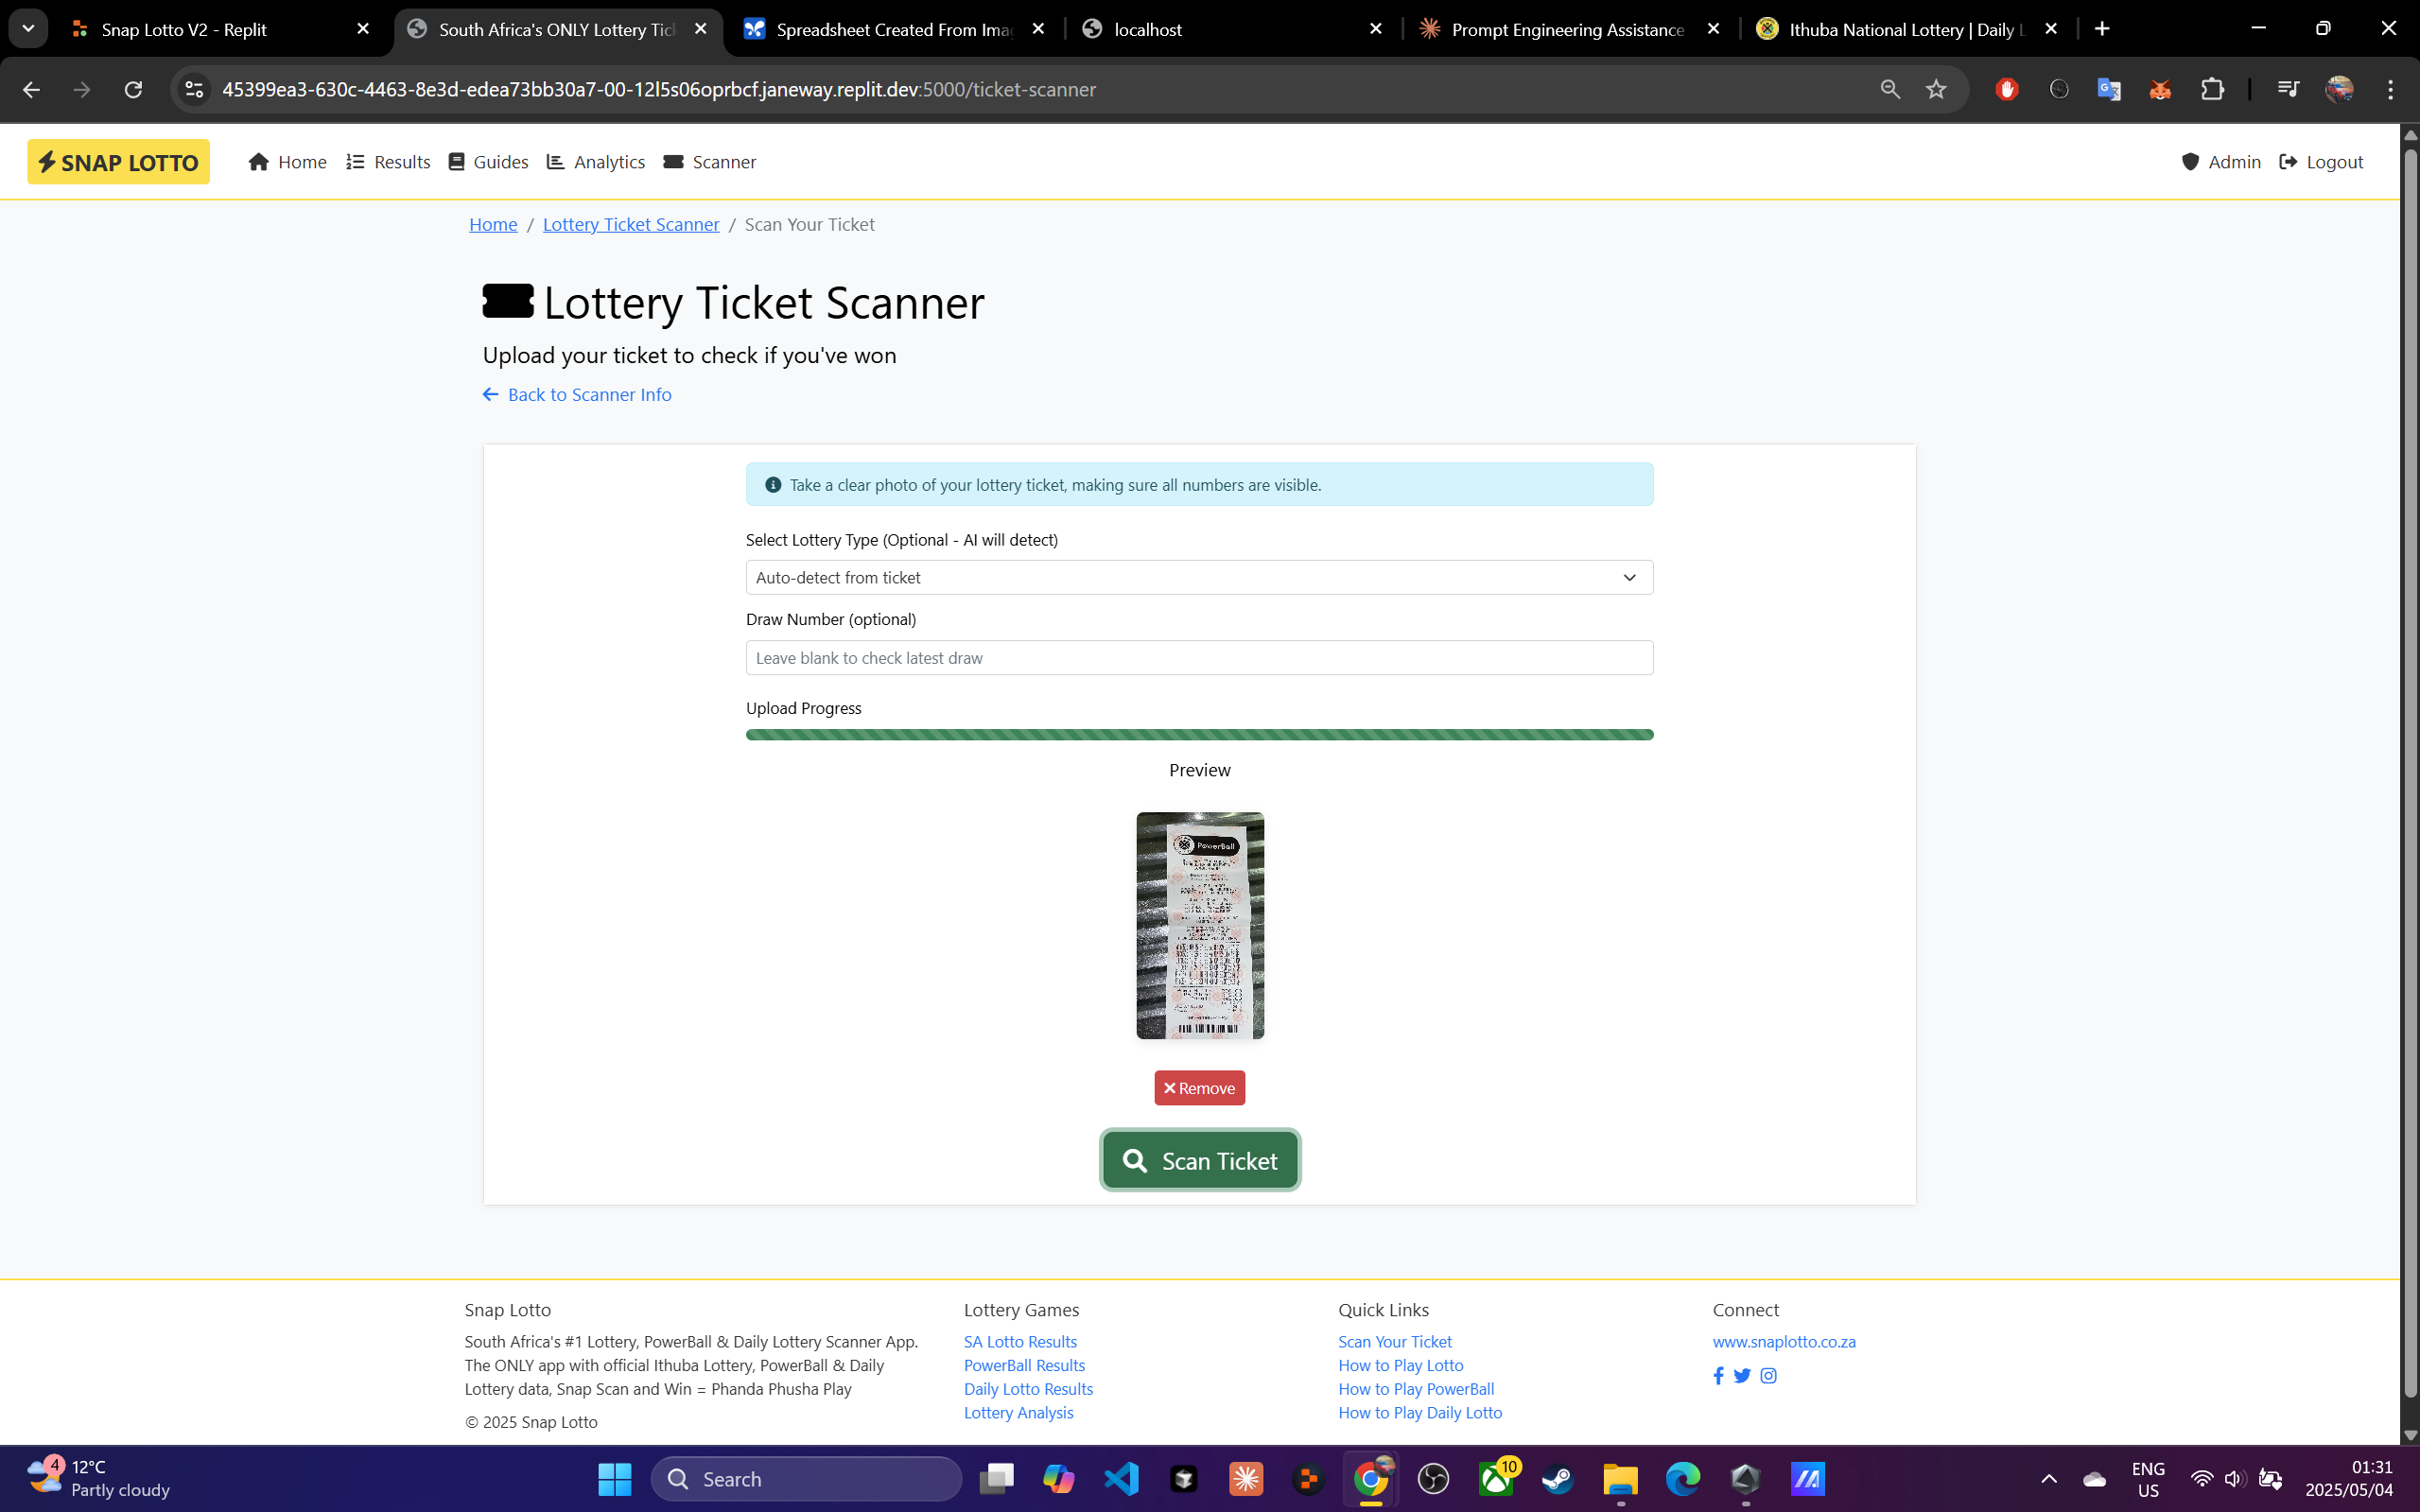 Snap Lotto V2 - Replit
South Africa's ONLY Lottery Tick
Spreadsheet Created From Imag
localhost
Prompt Engineering Assistance
Ithuba National Lottery | Daily L
45399ea3-630c-4463-8e3d-edea73bb30a7-00-12l5s06oprbcf.janeway.replit.dev:5000/ticket-scanner
SNAP LOTTO
Home
Results
Guides
Analytics
Scanner
Admin
Logout
Home / Lottery Ticket Scanner / Scan Your Ticket
Lottery Ticket Scanner
Upload your ticket to check if you've won
Back to Scanner Info
Take a clear photo of your lottery ticket, making sure all numbers are visible.
Select Lottery Type (Optional - AI will detect)
Auto-detect from ticket
Draw Number (optional)
Leave blank to check latest draw
Upload Progress
Preview
PowerBall
Remove
Scan Ticket
Snap Lotto
South Africa's #1 Lottery, PowerBall & Daily Lottery Scanner App.
The ONLY app with official Ithuba Lottery, PowerBall & Daily
Lottery data, Snap Scan and Win = Phanda Phusha Play
© 2025 Snap Lotto
Lottery Games
SA Lotto Results
PowerBall Results
Daily Lotto Results
Lottery Analysis
Quick Links
Scan Your Ticket
How to Play Lotto
How to Play PowerBall
How to Play Daily Lotto
Connect
www.snaplotto.co.za
4
12°C
Partly cloudy
Search
10
ENG
US
01:31
2025/05/04